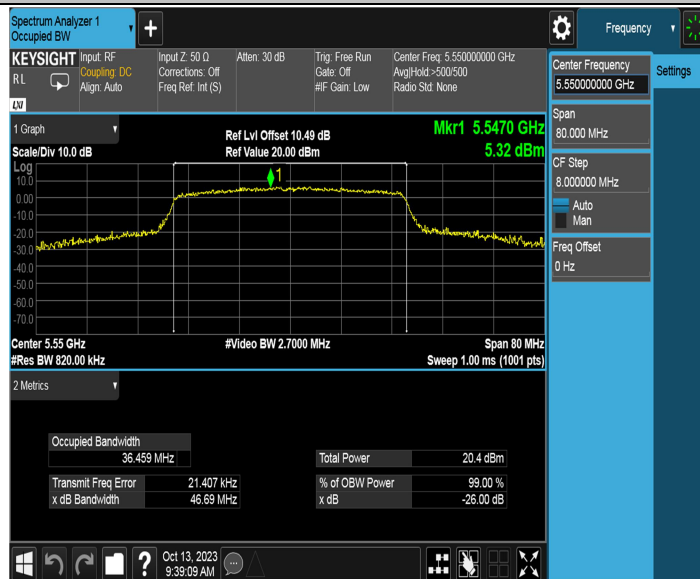 Spectrum Analyzer 1
Occupied BW
+
Frequency
KEYSIGHT
RL
LXI
Input: RF
Coupling: DC
Align: Auto
Input Z: 50 Ω
Corrections: Off
Freq Ref: Int (S)
Atten: 30 dB
Trig: Free Run
Gate: Off
#IF Gain: Low
Center Freq: 5.550000000 GHz
Avg|Hold:>500/500
Radio Std: None
Center Frequency
5.550000000 GHz
Settings
Span
80.000 MHz
CF Step
8.000000 MHz
Auto
Man
Freq Offset
0 Hz
1 Graph
Scale/Div 10.0 dB
Ref Lvl Offset 10.49 dB
Ref Value 20.00 dBm
Mkr1 5.5470 GHz
5.32 dBm
Log
10.0
0.00
-10.0
-20.0
-30.0
-40.0
-50.0
-60.0
-70.0
1
Center 5.55 GHz
#Res BW 820.00 kHz
#Video BW 2.7000 MHz
Span 80 MHz
Sweep 1.00 ms (1001 pts)
2 Metrics
Occupied Bandwidth
36.459 MHz
Transmit Freq Error 21.407 kHz
x dB Bandwidth 46.69 MHz
Total Power 20.4 dBm
% of OBW Power 99.00 %
x dB -26.00 dB
?
Oct 13, 2023
9:39:09 AM